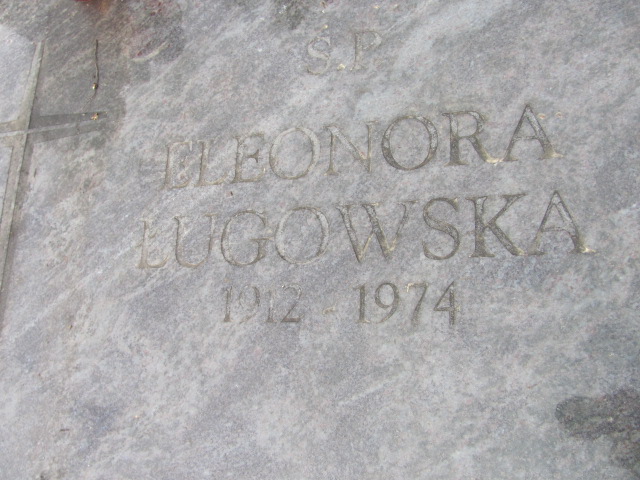 S.P.
ELEONORA
ŁUGOWSKA
1912 - 1974